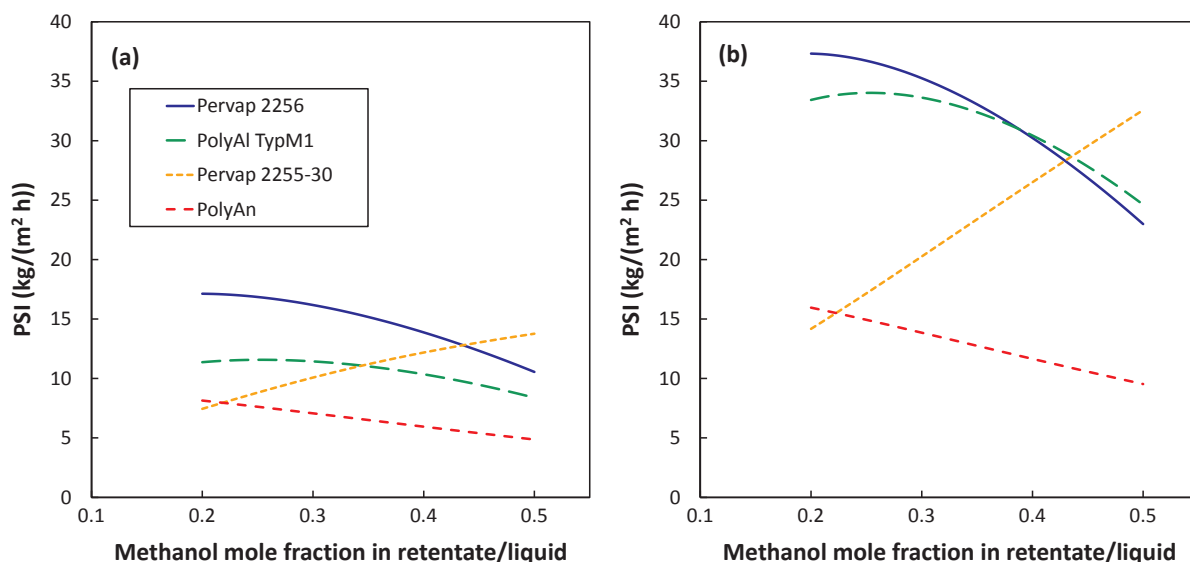 (a)
Pervap 2256
PolyAl TypM1
Pervap 2255-30
PolyAn
PSI (kg/(m² h))
40
35
30
25
20
15
10
5
0
0.1
0.2
0.3
0.4
0.5
Methanol mole fraction in retentate/liquid
(b)
PSI (kg/(m² h))
40
35
30
25
20
15
10
5
0
0.1
0.2
0.3
0.4
0.5
Methanol mole fraction in retentate/liquid